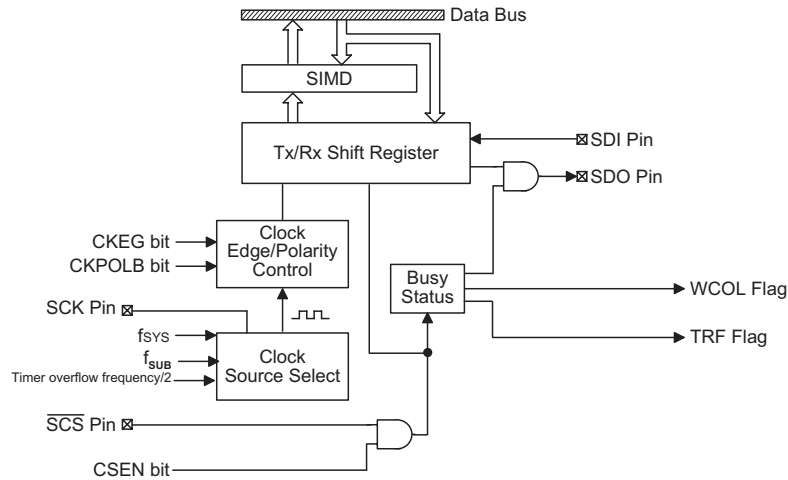 Data Bus
SIMD
Tx/Rx Shift Register
SDI Pin
SDO Pin
CKEG bit
CKPOLB bit
Clock
Edge/Polarity
Control
Busy
Status
WCOL Flag
TRF Flag
SCK Pin
fSYS
fSUB
Timer overflow frequency/2
Clock
Source Select
SCS Pin
CSEN bit